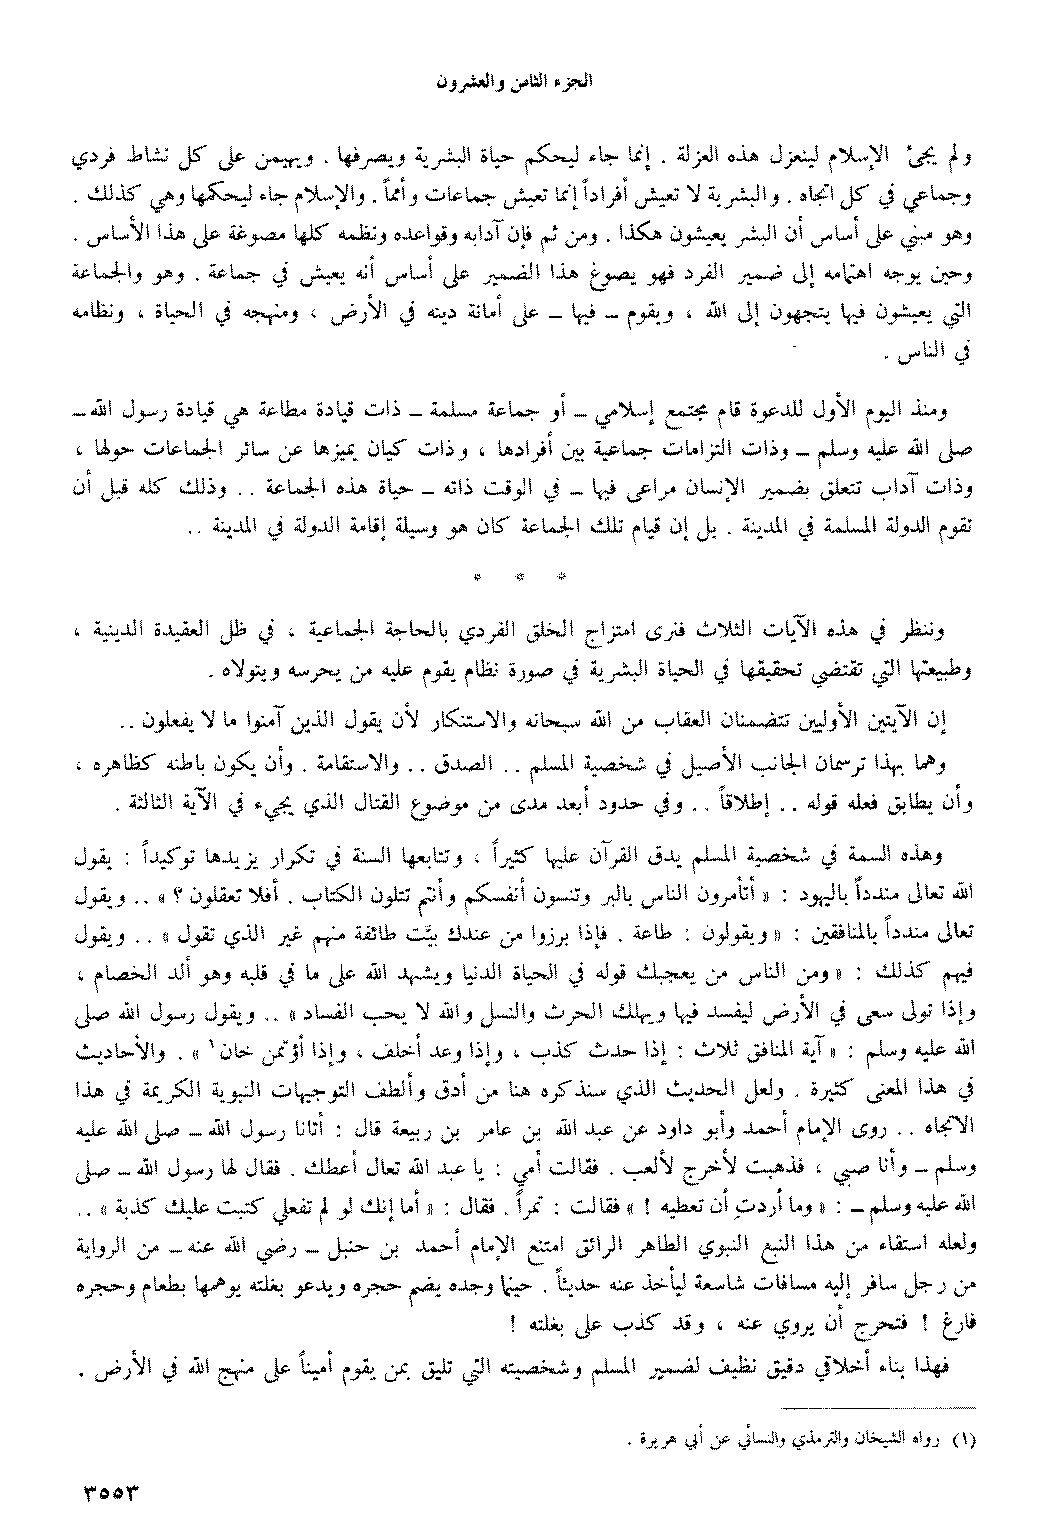 الجزء الثامن والعشرون
ولم يجئ الإسلام لينعزل هذه العزلة . إنما جاء ليحكم حياة البشرية ويصرفها . ويهيمن على كل نشاط فردي
وجماعي في كل اتجاه . والبشرية لا تعيش أفراداً إنما تعيش جماعات وأمماً . والإسلام جاء ليحكمها وهي كذلك .
وهو مبني على أساس أن البشر يعيشون هكذا . ومن ثم فإن آدابه وقواعده ونظمه كلها مصوغة على هذا الأساس .
وحين يوجه اهتمامه إلى ضمير الفرد فهو يصوغ هذا الضمير على أساس أنه يعيش في جماعة . وهو والجماعة
التي يعيشون فيها يتجهون إلى الله ، ويقوم – فيها – على أمانة دينه في الأرض ، ومنهجه في الحياة ، ونظامه
في الناس .
ومنذ اليوم الأول للدعوة قام مجتمع إسلامي – أو جماعة مسلمة – ذات قيادة مطاعة هي قيادة رسول الله –
صلى الله عليه وسلم – وذات التزامات جماعية بين أفرادها ، وذات كيان يميزها عن سائر الجماعات حولها ،
وذات آداب تتعلق بضمير الإنسان مراعى فيها – في الوقت ذاته – حياة هذه الجماعة .. وذلك كله قبل أن
تقوم الدولة المسلمة في المدينة . بل إن قيام تلك الجماعة كان هو وسيلة إقامة الدولة في المدينة ..
* * *
وننظر في هذه الآيات الثلاث فنرى امتزاج الخلق الفردي بالحاجة الجماعية ، في ظل العقيدة الدينية ،
وطبيعتها التي تقتضي تحقيقها في الحياة البشرية في صورة نظام يقوم عليه من يحرسه ويتولاه .
إن الآيتين الأوليين تتضمنان العقاب من الله سبحانه والاستنكار لأن يقول الذين آمنوا ما لا يفعلون ..
وهما بهذا ترسمان الجانب الأصيل في شخصية المسلم .. الصدق .. والاستقامة . وأن يكون باطنه كظاهره ،
وأن يطابق فعله قوله .. إطلاقاً .. وفي حدود أبعد مدى من موضوع القتال الذي يجيء في الآية الثالثة .
وهذه السمة في شخصية المسلم يدق القرآن عليها كثيراً ، وتتابعها السنة في تكرار يزيدها توكيداً : يقول
الله تعالى مندداً باليهود : « أتأمرون الناس بالبر وتنسون أنفسكم وأنتم تتلون الكتاب . أفلا تعقلون ؟ » .. ويقول
تعالى مندداً بالمنافقين : « ويقولون : طاعة . فإذا برزوا من عندك بيَّت طائفة منهم غير الذي تقول » .. ويقول
فيهم كذلك : « ومن الناس من يعجبك قوله في الحياة الدنيا ويشهد الله على ما في قلبه وهو ألد الخصام ،
وإذا تولى سعى في الأرض ليفسد فيها ويهلك الحرث والنسل والله لا يحب الفساد » .. ويقول رسول الله صلى
الله عليه وسلم : « آية المنافق ثلاث : إذا حدث كذب ، وإذا وعد أخلف ، وإذا أؤتمن خان١ » . والأحاديث
في هذا المعنى كثيرة . ولعل الحديث الذي سنذكره هنا من أدق وألطف التوجيهات النبوية الكريمة في هذا
الاتجاه .. روى الإمام أحمد وأبو داود عن عبد الله بن عامر بن ربيعة قال : أتانا رسول الله – صلى الله عليه
وسلم – وأنا صبي ، فذهبت لأخرج لألعب . فقالت أمي : يا عبد الله تعال أعطك . فقال لها رسول الله – صلى
الله عليه وسلم – : « وما أردتِ أن تعطيه ! » فقالت : تمراً . فقال : « أما إنك لو لم تفعلي كتبت عليك كذبة » ..
ولعله استقاء من هذا النبع النبوي الطاهر الرائق امتنع الإمام أحمد بن حنبل – رضي الله عنه – من الرواية
من رجل سافر إليه مسافات شاسعة ليأخذ عنه حديثاً . حينما وجده يضم حجره ويدعو بغلته يوهمها بطعام وحجره
فارغ ! فتحرج أن يروي عنه ، وقد كذب على بغلته !
فهذا بناء أخلاقي دقيق نظيف لضمير المسلم وشخصيته التي تليق بمن يقوم أميناً على منهج الله في الأرض .
(١) رواه الشيخان والترمذي والنسائي عن أبي هريرة .
٣٥٥٣